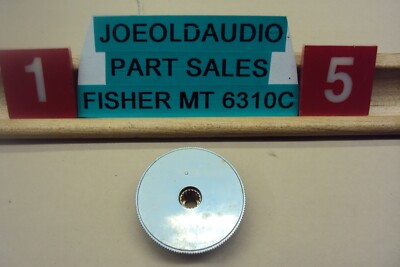 JOEOLDAUDIO
1 PART SALES 5
FISHER MT 6310C